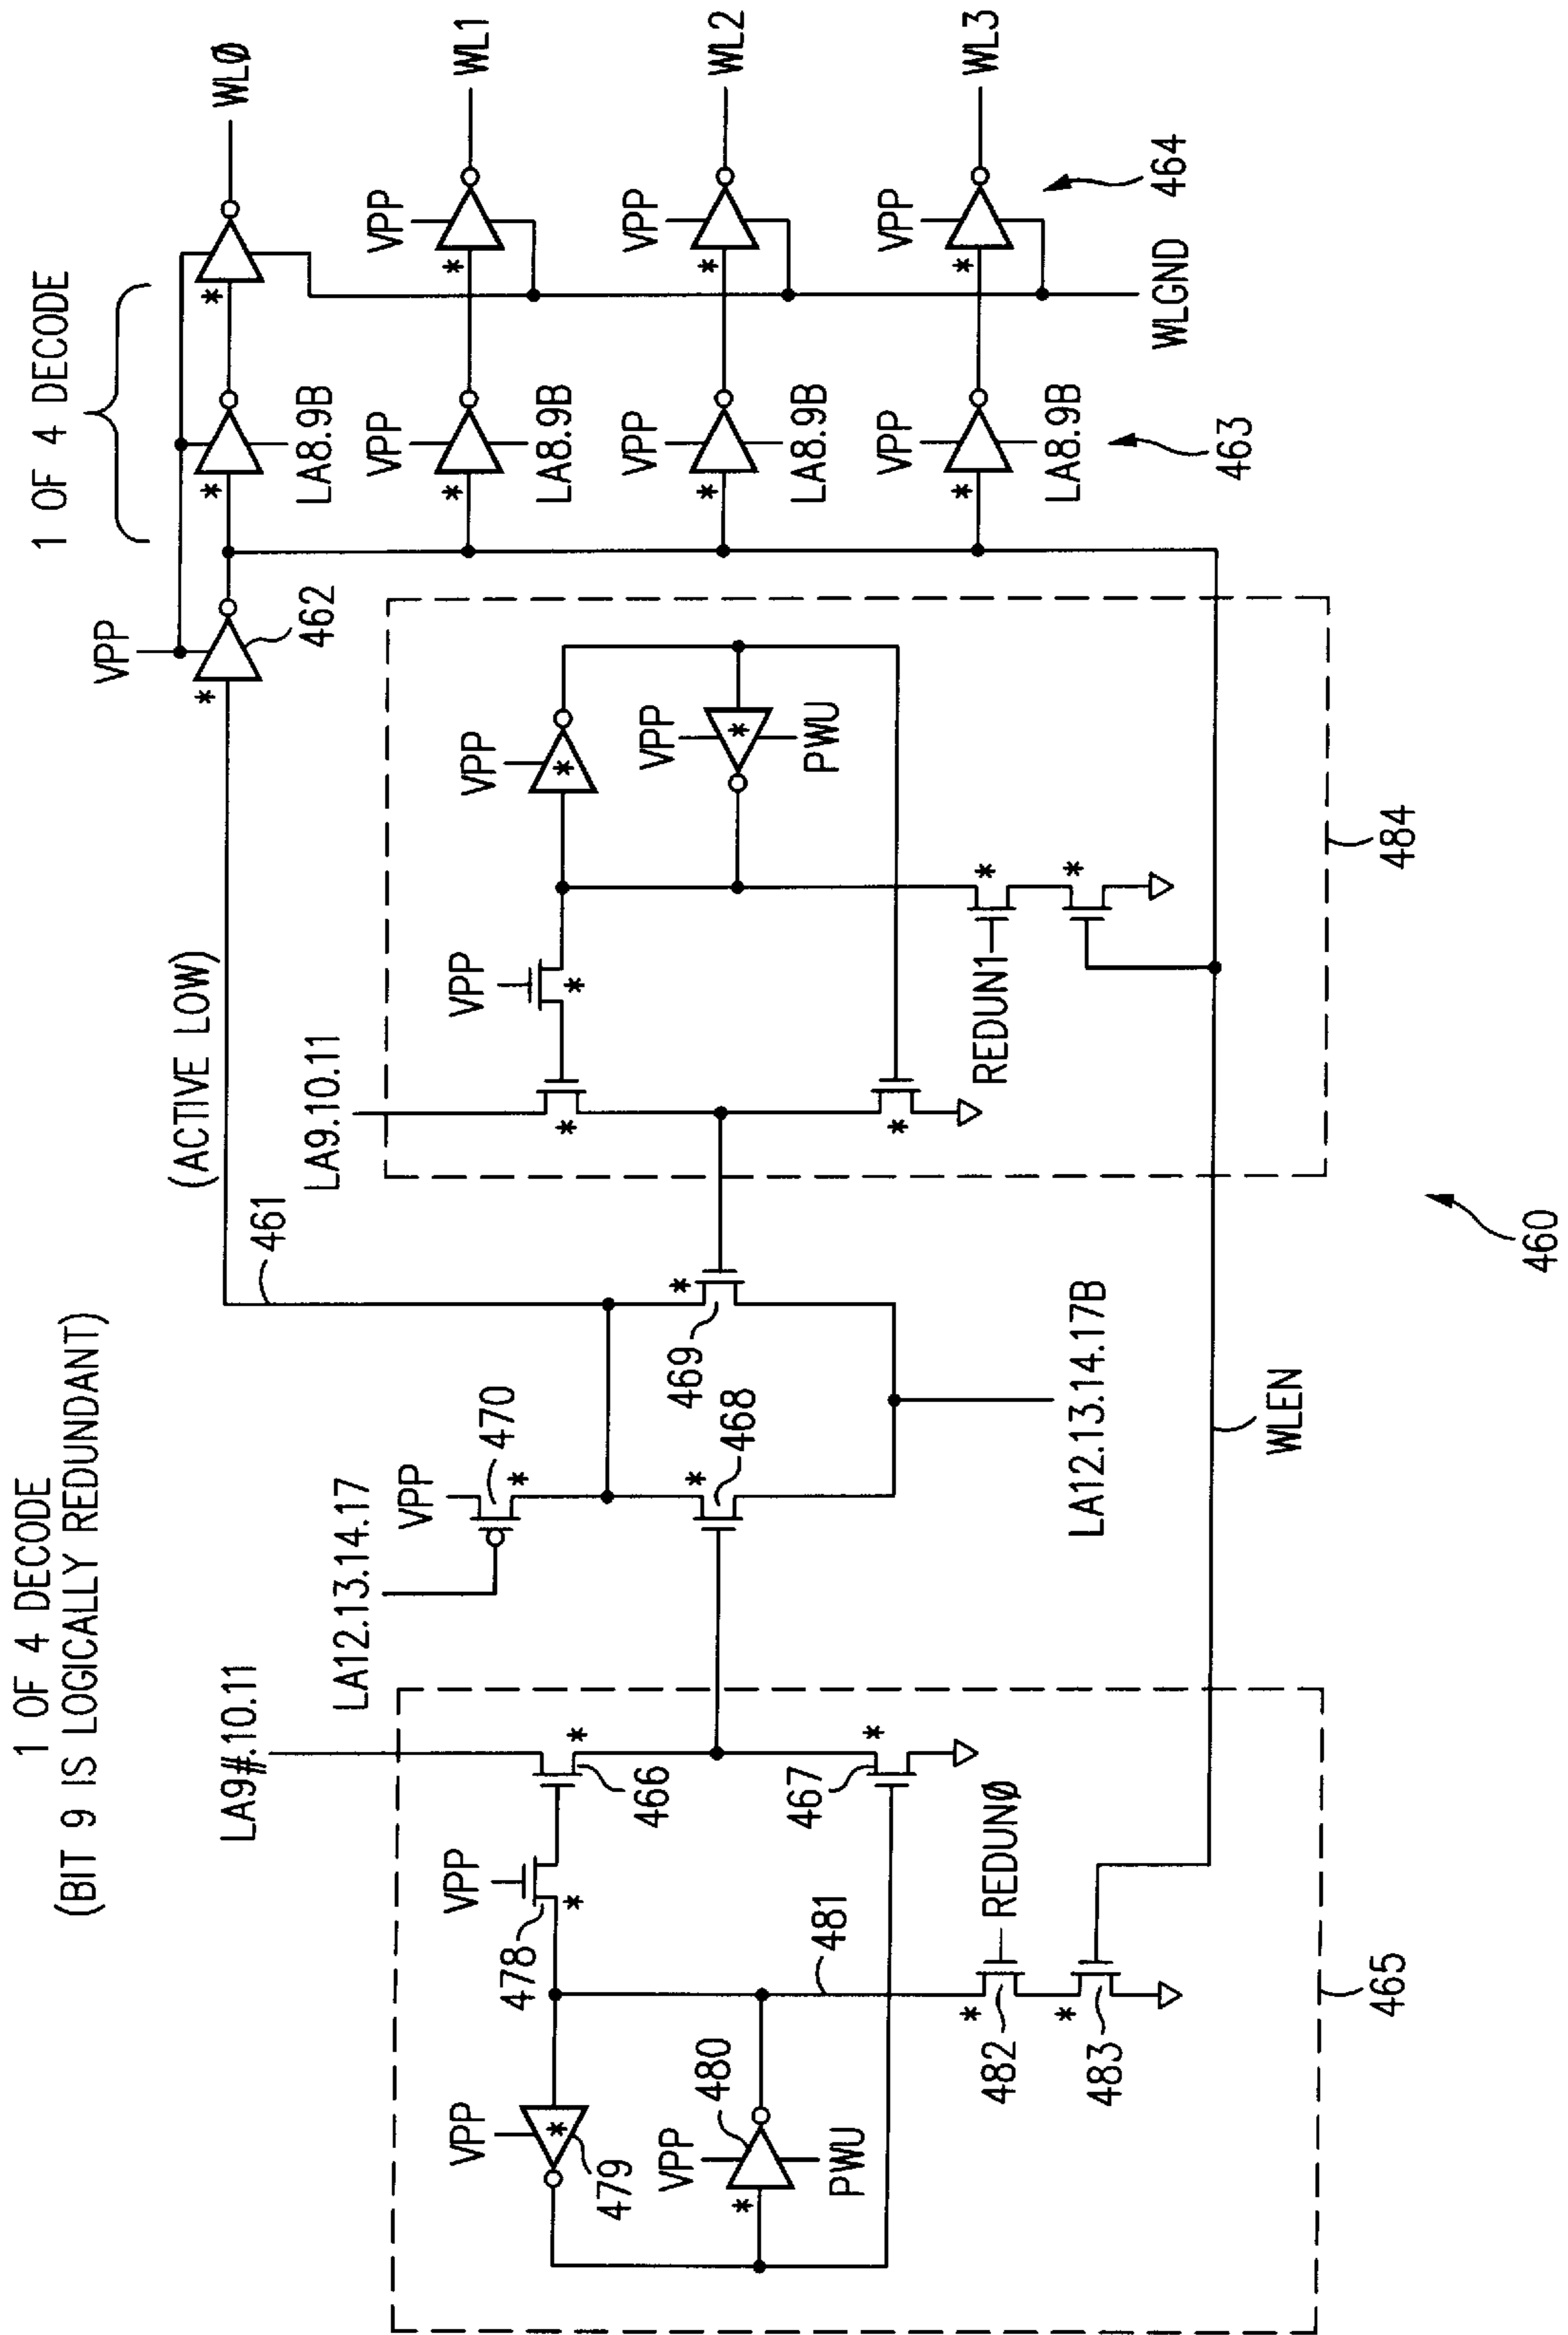 1 OF 4 DECODE
(BIT 9 IS LOGICALLY REDUNDANT)
LA9#.10.11
LA12.13.14.17
VPP
470
461
(ACTIVE LOW)
LA9.10.11
VPP
*
462
1 OF 4 DECODE
*
LA8.9B
*
WLØ
VPP
*
LA8.9B
VPP
*
WL1
VPP
*
LA8.9B
VPP
*
WL2
VPP
*
LA8.9B
VPP
*
WL3
463
464
WLGND
VPP
478
*
466
*
VPP
*
479
VPP
480
*
PWU
481
467
*
REDUNØ
482
*
483
*
465
*
468
*
469
*
LA12.13.14.17B
WLEN
VPP
*
*
VPP
*
VPP
*
PWU
*
REDUN1
*
*
484
460